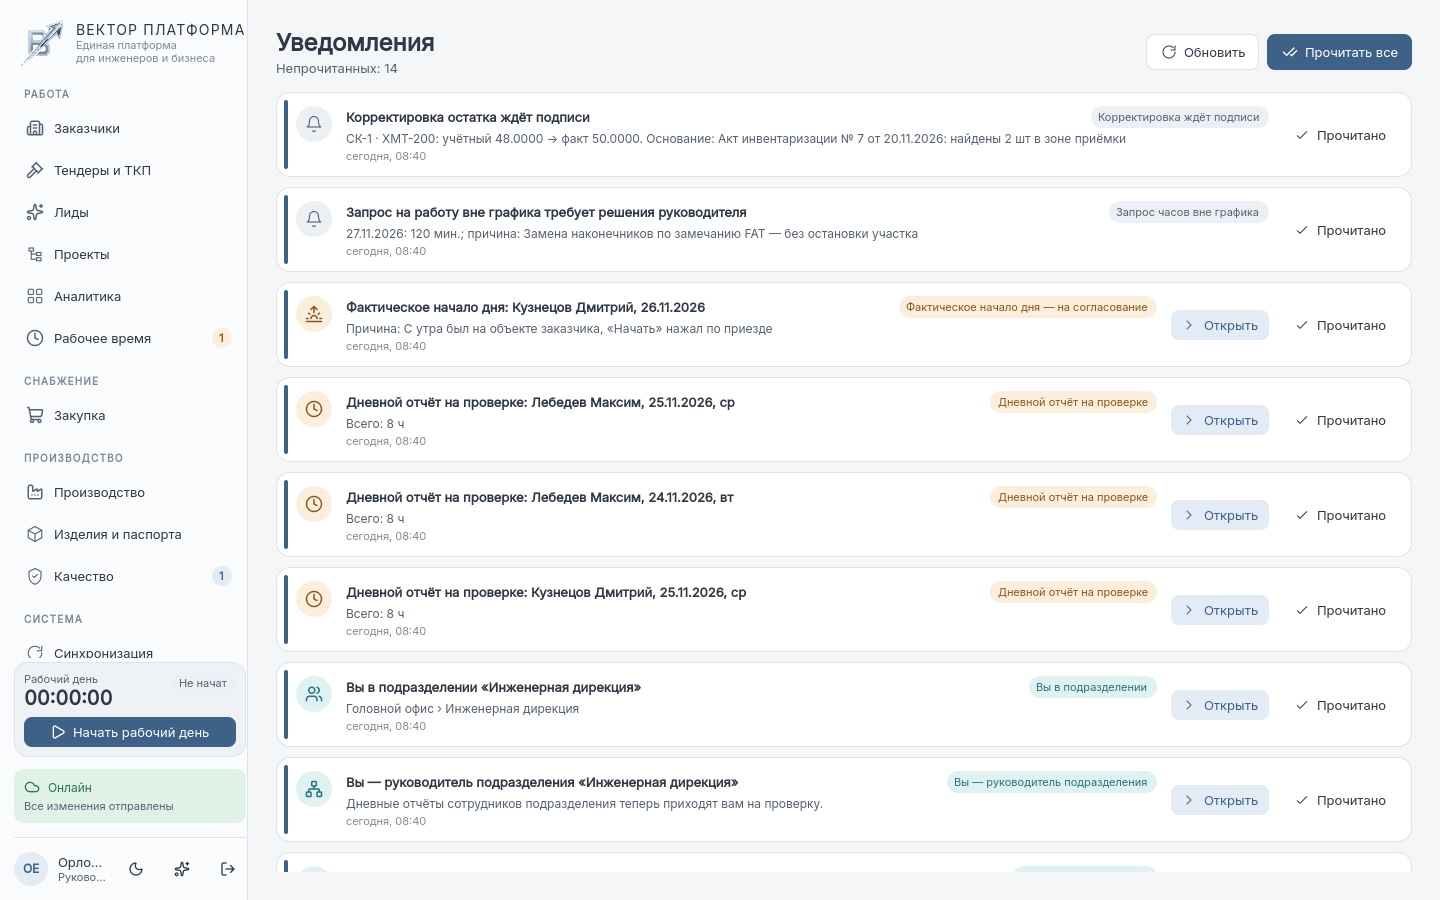 ВЕКТОР ПЛАТФОРМА
Единая платформа
для инженеров и бизнеса
РАБОТА
Заказчики
Тендеры и ТКП
Лиды
Проекты
Аналитика
Рабочее время 1
СНАБЖЕНИЕ
Закупка
ПРОИЗВОДСТВО
Производство
Изделия и паспорта
Качество 1
СИСТЕМА
Синхронизация
Рабочий день
Не начат
00:00:00
Начать рабочий день
Онлайн
Все изменения отправлены
ОЕ
Орло...
Руково...
Уведомления
Непрочитанных: 14
Обновить
Прочитать все
Корректировка остатка ждёт подписи
Корректировка ждёт подписи
СК-1 · ХМТ-200: учётный 48.0000 → факт 50.0000. Основание: Акт инвентаризации № 7 от 20.11.2026: найдены 2 шт в зоне приёмки
сегодня, 08:40
Прочитано
Запрос на работу вне графика требует решения руководителя
Запрос часов вне графика
27.11.2026: 120 мин.; причина: Замена наконечников по замечанию FAT — без остановки участка
сегодня, 08:40
Прочитано
Фактическое начало дня: Кузнецов Дмитрий, 26.11.2026
Фактическое начало дня — на согласование
Причина: С утра был на объекте заказчика, «Начать» нажал по приезде
сегодня, 08:40
Открыть
Прочитано
Дневной отчёт на проверке: Лебедев Максим, 25.11.2026, ср
Дневной отчёт на проверке
Всего: 8 ч
сегодня, 08:40
Открыть
Прочитано
Дневной отчёт на проверке: Лебедев Максим, 24.11.2026, вт
Дневной отчёт на проверке
Всего: 8 ч
сегодня, 08:40
Открыть
Прочитано
Дневной отчёт на проверке: Кузнецов Дмитрий, 25.11.2026, ср
Дневной отчёт на проверке
Всего: 8 ч
сегодня, 08:40
Открыть
Прочитано
Вы в подразделении «Инженерная дирекция»
Вы в подразделении
Головной офис › Инженерная дирекция
сегодня, 08:40
Открыть
Прочитано
Вы — руководитель подразделения «Инженерная дирекция»
Вы — руководитель подразделения
Дневные отчёты сотрудников подразделения теперь приходят вам на проверку.
сегодня, 08:40
Открыть
Прочитано